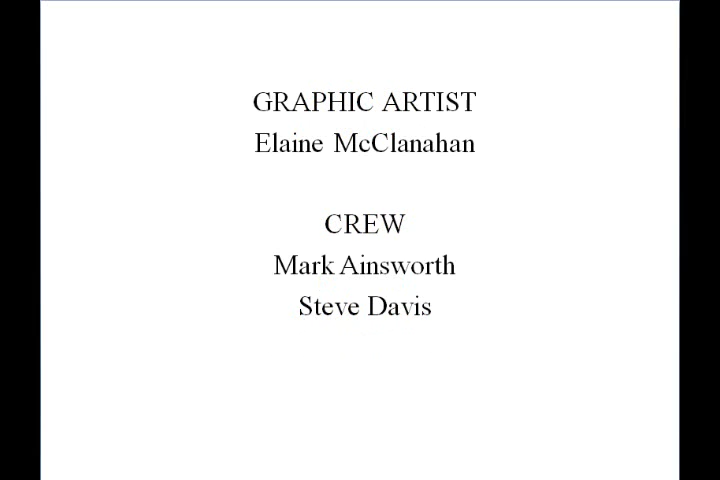 GRAPHIC ARTIST
Elaine McClanahan
CREW
Mark Ainsworth
Steve Davis